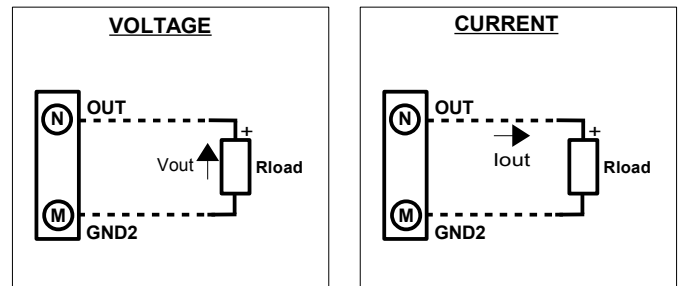 VOLTAGE
N
OUT
+
Vout
Rload
M
GND2
CURRENT
N
OUT
+
Iout
Rload
M
GND2